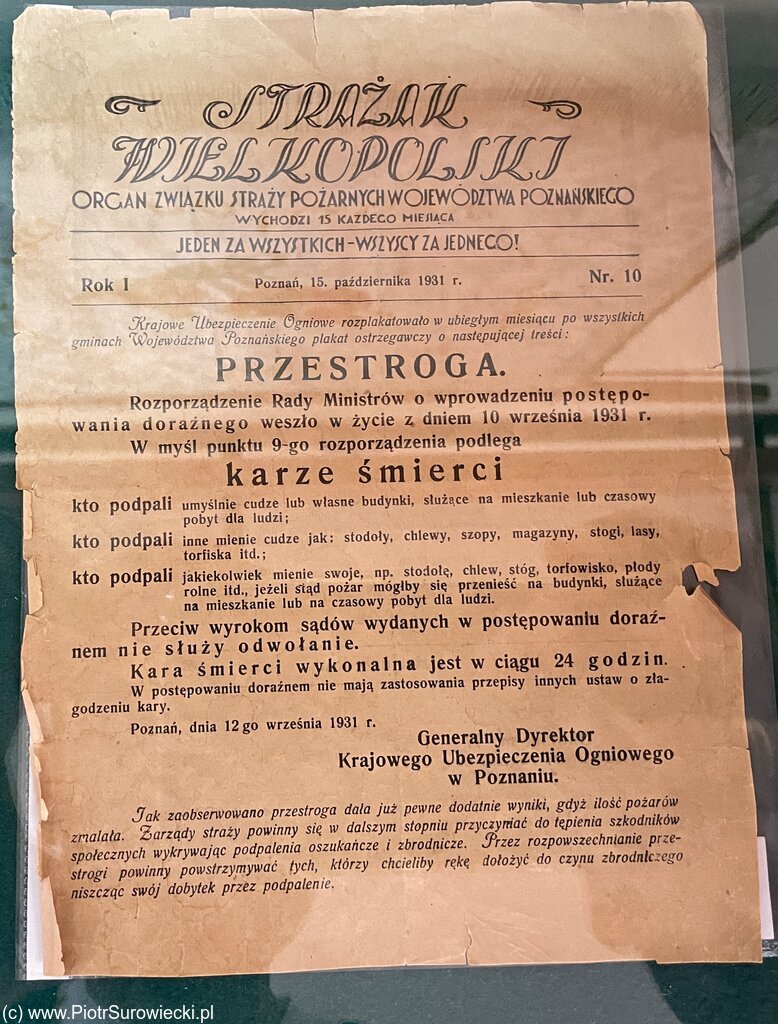 STRAŻAK
WIELKOPOLSKI
ORGAN ZWIĄZKU STRAŻY POŻARNYCH WOJEWÓDZTWA POZNAŃSKIEGO
WYCHODZI 15 KAŻDEGO MIESIĄCA
JEDEN ZA WSZYSTKICH - WSZYSCY ZA JEDNEGO!
Rok I Poznań, 15. października 1931 r. Nr. 10
Krajowe Ubezpieczenie Ogniowe rozplakatowało w ubiegłym miesiącu po wszystkich
gminach Województwa Poznańskiego plakat ostrzegawczy o następującej treści:
PRZESTROGA.
Rozporządzenie Rady Ministrów o wprowadzeniu postępo-
wania doraźnego weszło w życie z dniem 10 września 1931 r.
W myśl punktu 9-go rozporządzenia podlega
karze śmierci
kto podpali umyślnie cudze lub własne budynki, służące na mieszkanie lub czasowy
pobyt dla ludzi;
kto podpali inne mienie cudze jak: stodoły, chlewy, szopy, magazyny, stogi, lasy,
torfiska itd.;
kto podpali jakiekolwiek mienie swoje, np. stodołę, chlew, stóg, torfowisko, płody
rolne itd., jeżeli stąd pożar mógłby się przenieść na budynki, służące
na mieszkanie lub na czasowy pobyt dla ludzi.
Przeciw wyrokom sądów wydanych w postępowaniu doraź-
nem nie służy odwołanie.
Kara śmierci wykonalna jest w ciągu 24 godzin.
W postępowaniu doraźnem nie mają zastosowania przepisy innych ustaw o zła-
godzeniu kary.
Poznań, dnia 12 go września 1931 r.
Generalny Dyrektor
Krajowego Ubezpieczenia Ogniowego
w Poznaniu.
Jak zaobserwowano przestroga dała już pewne dodatnie wyniki, gdyż ilość pożarów
zmalała. Zarządy straży powinny się w dalszym stopniu przyczyniać do tępienia szkodników
społecznych wykrywając podpalenia oszukańcze i zbrodnicze. Przez rozpowszechnianie prze-
strogi powinny powstrzymywać tych, którzy chcieliby rękę dołożyć do czynu zbrodniczego
niszcząc swój dobytek przez podpalenie.
(c) www.PiotrSurowiecki.pl